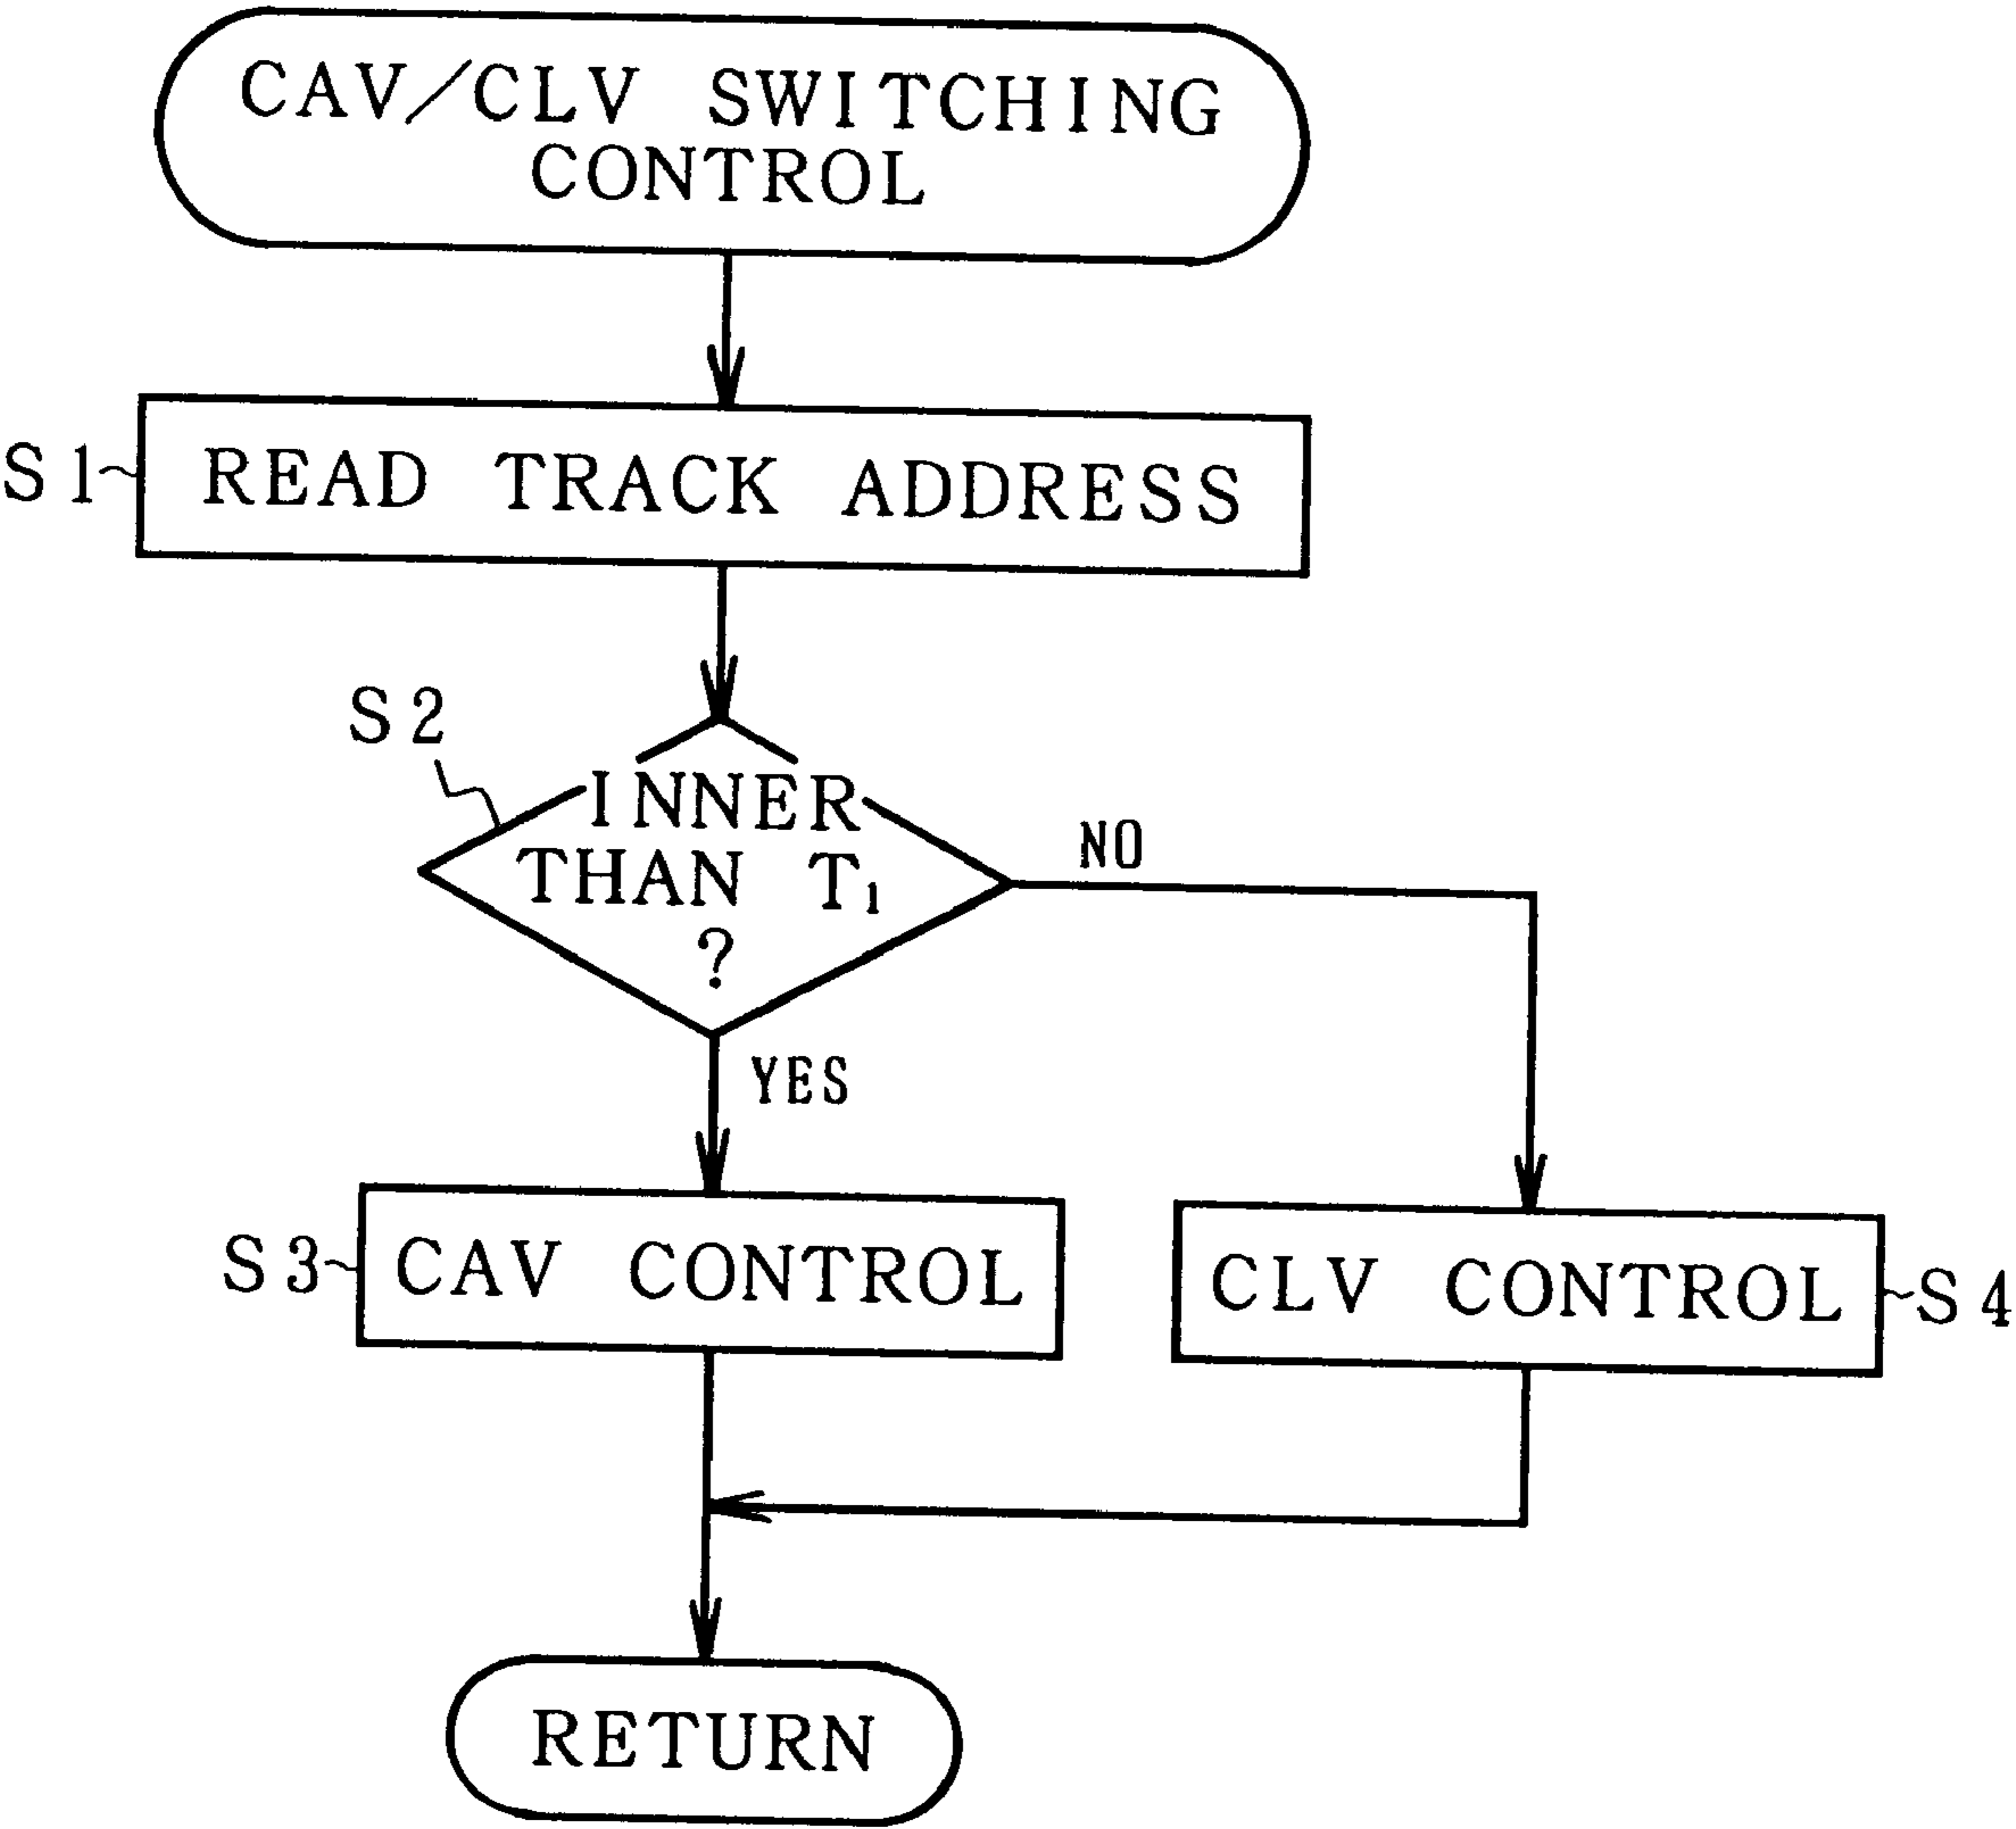 CAV/CLV SWITCHING
CONTROL
S1
READ TRACK ADDRESS
S2
INNER
THAN T₁
?
NO
YES
S3
CAV CONTROL
CLV CONTROL
S4
RETURN